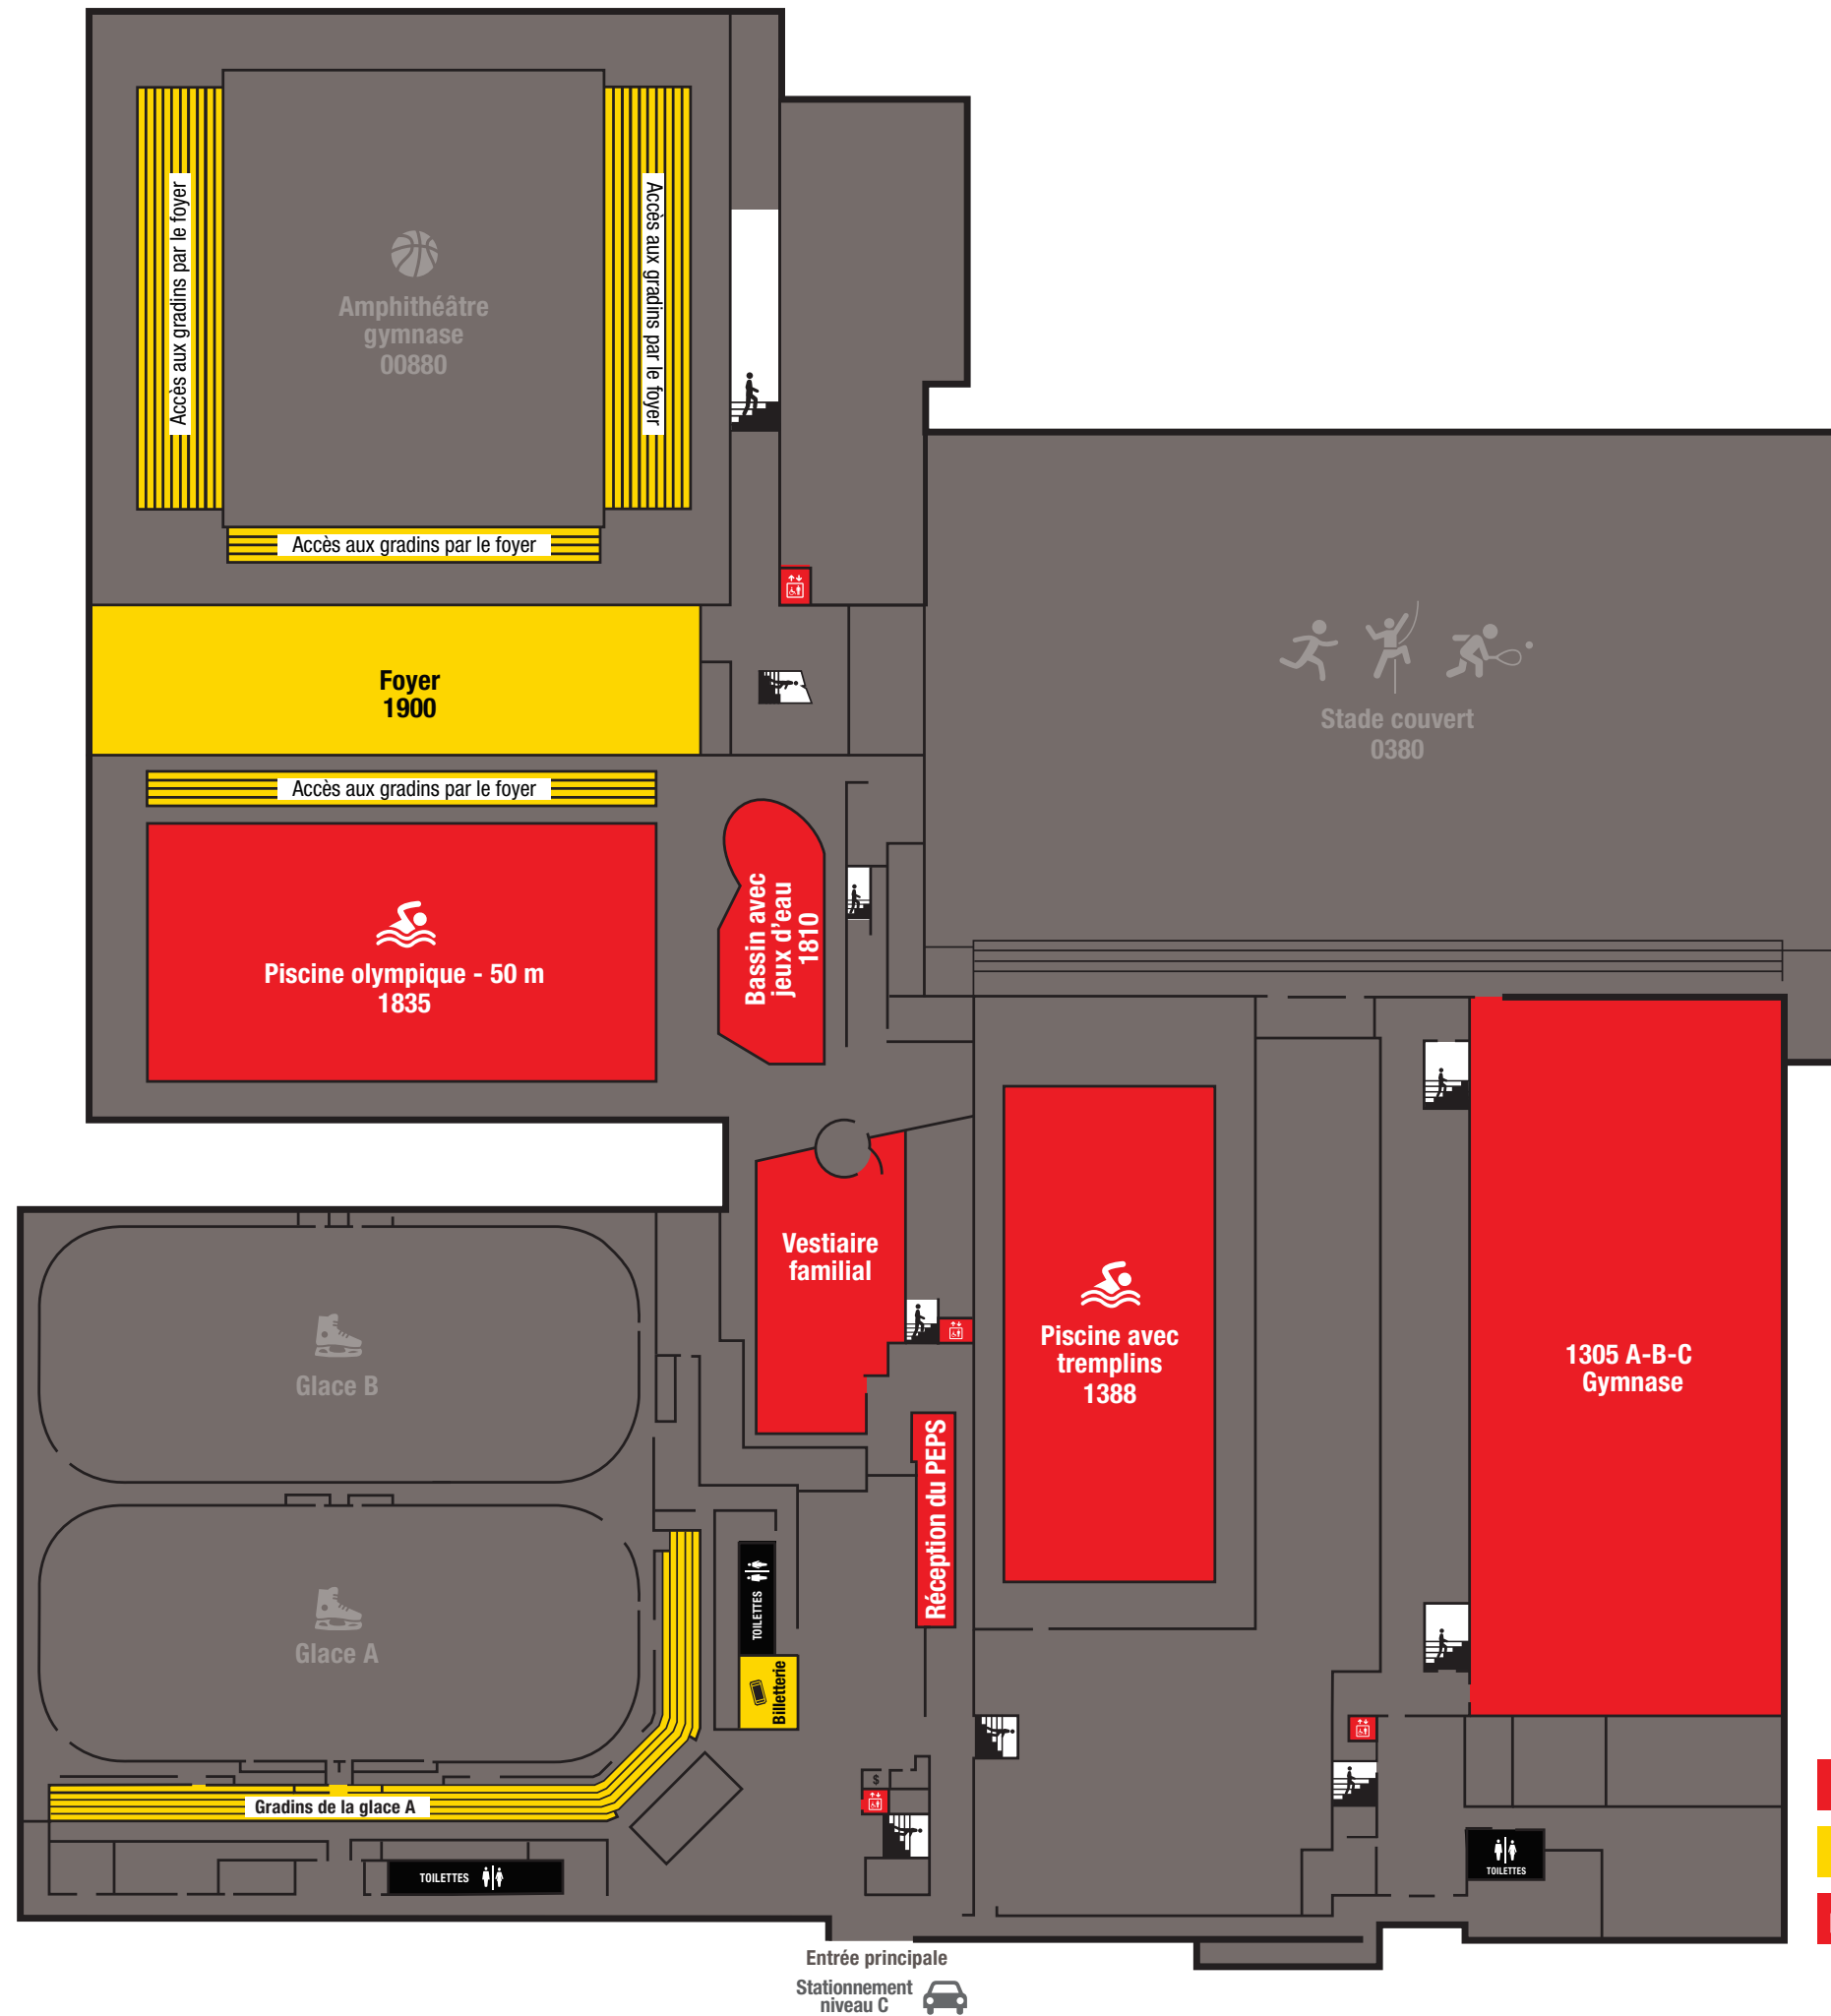 Accès aux gradins par le foyer
Accès aux gradins par le foyer
Amphithéâtre
gymnase
00880
Accès aux gradins par le foyer
Foyer
1900
Stade couvert
0380
Accès aux gradins par le foyer
Piscine olympique - 50 m
1835
Bassin avec
jeux d'eau
1810
Vestiaire
familial
Glace B
Piscine avec
tremplins
1388
1305 A-B-C
Gymnase
Réception du PEPS
TOILETTES
Glace A
Billetterie
$
Gradins de la glace A
TOILETTES
TOILETTES
Entrée principale
Stationnement
niveau C